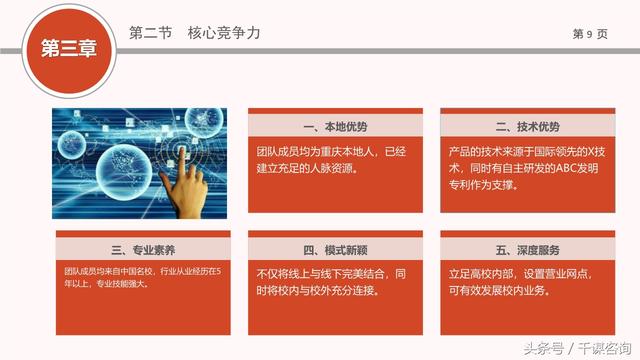 第三章
第二节 核心竞争力
第 9 页
一、本地优势
团队成员均为重庆本地人，已经
建立充足的人脉资源。
二、技术优势
产品的技术来源于国际领先的X技
术，同时有自主研发的ABC发明
专利作为支撑。
三、专业素养
团队成员均来自中国名校，行业从业经历在5
年以上，专业技能强大。
四、模式新颖
不仅将线上与线下完美结合，同
时将校内与校外充分连接。
五、深度服务
立足高校内部，设置营业网点，
可有效发展校内业务。
头条号 / 千谋咨询